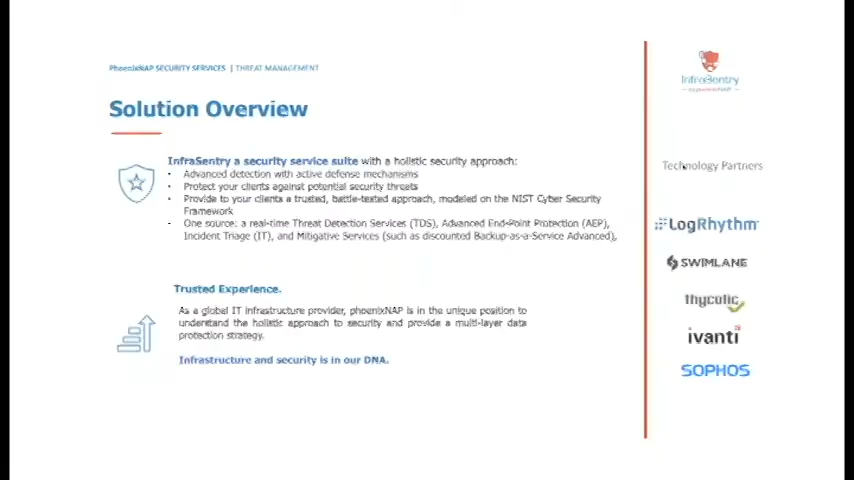 PhoenixNAP SECURITY SERVICES | THREAT MANAGEMENT
Solution Overview
InfraSentry a security service suite with a holistic security approach:
• Advanced detection with active defense mechanisms
• Protect your clients against potential security threats
• Provide to your clients a trusted, battle-tested approach, modeled on the NIST Cyber Security
Framework
• One source: a real-time Threat Detection Services (TDS), Advanced End-Point Protection (AEP),
Incident Triage (IT), and Mitigative Services (such as discounted Backup-as-a-Service Advanced),
Trusted Experience.
As a global IT infrastructure provider, phoenixNAP is in the unique position to
understand the holistic approach to security and provide a multi-layer data
protection strategy.
Infrastructure and security is in our DNA.
InfraSentry
Technology Partners
LogRhythm
SWIMLANE
thycotic
ivanti
SOPHOS